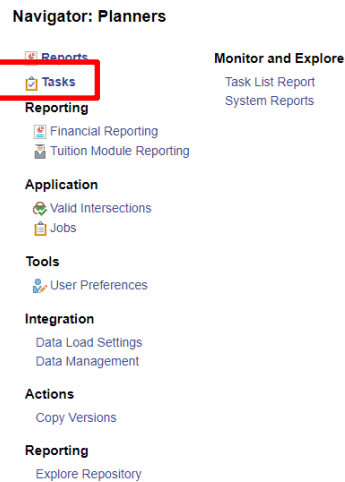 Navigator: Planners
Reports
Tasks
Reporting
Financial Reporting
Tuition Module Reporting
Application
Valid Intersections
Jobs
Tools
User Preferences
Integration
Data Load Settings
Data Management
Actions
Copy Versions
Reporting
Explore Repository
Monitor and Explore
Task List Report
System Reports